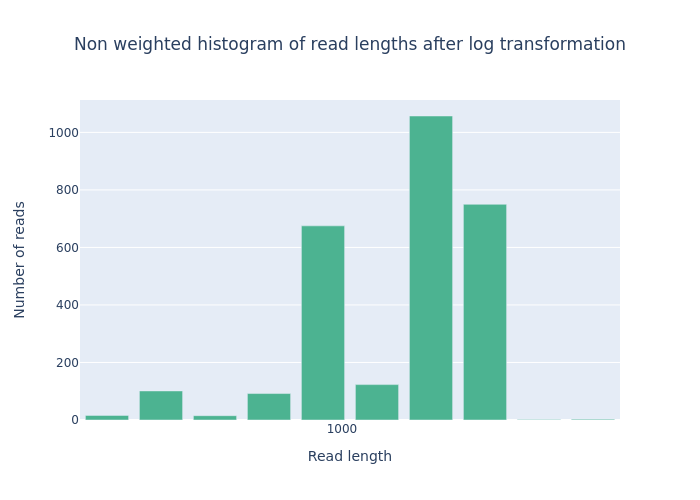 Non weighted histogram of read lengths after log transformation
Number of reads
1000
800
600
400
200
0
1000
Read length